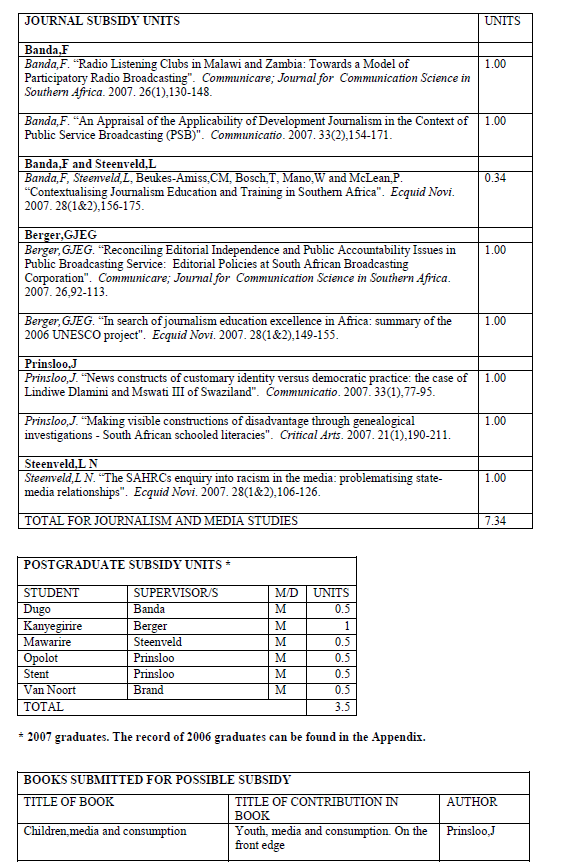 JOURNAL SUBSIDY UNITS UNITS
Banda,F
Banda,F. “Radio Listening Clubs in Malawi and Zambia: Towards a Model of 1.00
Participatory Radio Broadcasting". Communicare; Journal for Communication Science in
Southern Africa. 2007. 26(1),130-148.
Banda,F. “An Appraisal of the Applicability of Development Journalism in the Context of 1.00
Public Service Broadcasting (PSB)". Communicatio. 2007. 33(2),154-171.
Banda,F and Steenveld,L
Banda,F, Steenveld,L, Beukes-Amiss,CM, Bosch,T, Mano,W and McLean,P. 0.34
“Contextualising Journalism Education and Training in Southern Africa". Ecquid Novi.
2007. 28(1&2),156-175.
Berger,GJEG
Berger,GJEG. “Reconciling Editorial Independence and Public Accountability Issues in 1.00
Public Broadcasting Service: Editorial Policies at South African Broadcasting
Corporation". Communicare; Journal for Communication Science in Southern Africa.
2007. 26,92-113.
Berger,GJEG. “In search of journalism education excellence in Africa: summary of the 1.00
2006 UNESCO project". Ecquid Novi. 2007. 28(1&2),149-155.
Prinsloo,J
Prinsloo,J. “News constructs of customary identity versus democratic practice: the case of 1.00
Lindiwe Dlamini and Mswati III of Swaziland". Communicatio. 2007. 33(1),77-95.
Prinsloo,J. “Making visible constructions of disadvantage through genealogical 1.00
investigations - South African schooled literacies". Critical Arts. 2007. 21(1),190-211.
Steenveld,L N
Steenveld,L N. “The SAHRCs enquiry into racism in the media: problematising state- 1.00
media relationships". Ecquid Novi. 2007. 28(1&2),106-126.
TOTAL FOR JOURNALISM AND MEDIA STUDIES 7.34
POSTGRADUATE SUBSIDY UNITS *
STUDENT SUPERVISOR/S M/D UNITS
Dugo Banda M 0.5
Kanyegirire Berger M 1
Mawarire Steenveld M 0.5
Opolot Prinsloo M 0.5
Stent Prinsloo M 0.5
Van Noort Brand M 0.5
TOTAL 3.5
* 2007 graduates. The record of 2006 graduates can be found in the Appendix.
BOOKS SUBMITTED FOR POSSIBLE SUBSIDY
TITLE OF BOOK TITLE OF CONTRIBUTION IN AUTHOR
BOOK
Children,media and consumption Youth, media and consumption. On the Prinsloo,J
front edge